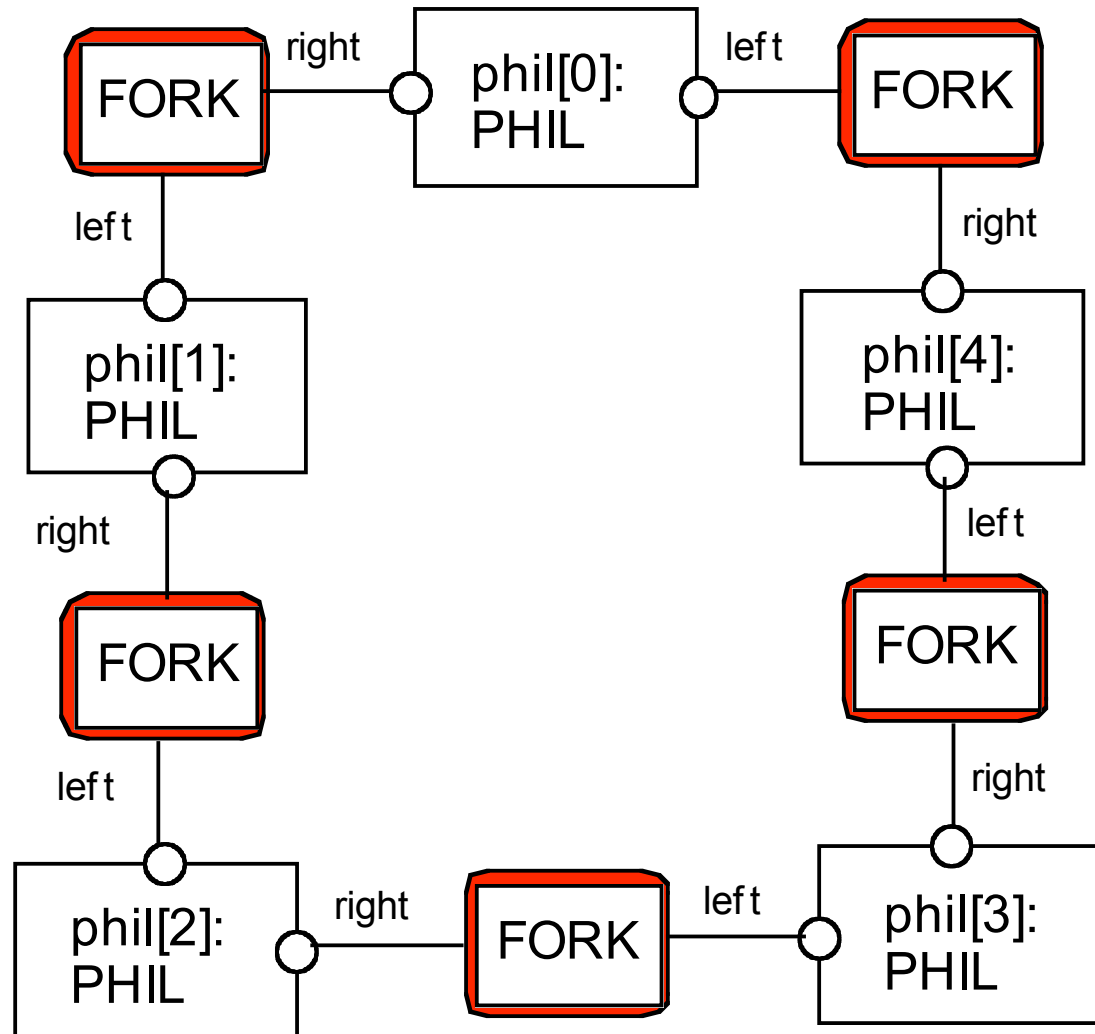 right
left
FORK
phil[0]:
PHIL
FORK
left
right
phil[1]:
PHIL
phil[4]:
PHIL
right
left
FORK
FORK
left
right
phil[2]:
PHIL
right
FORK
left
phil[3]:
PHIL